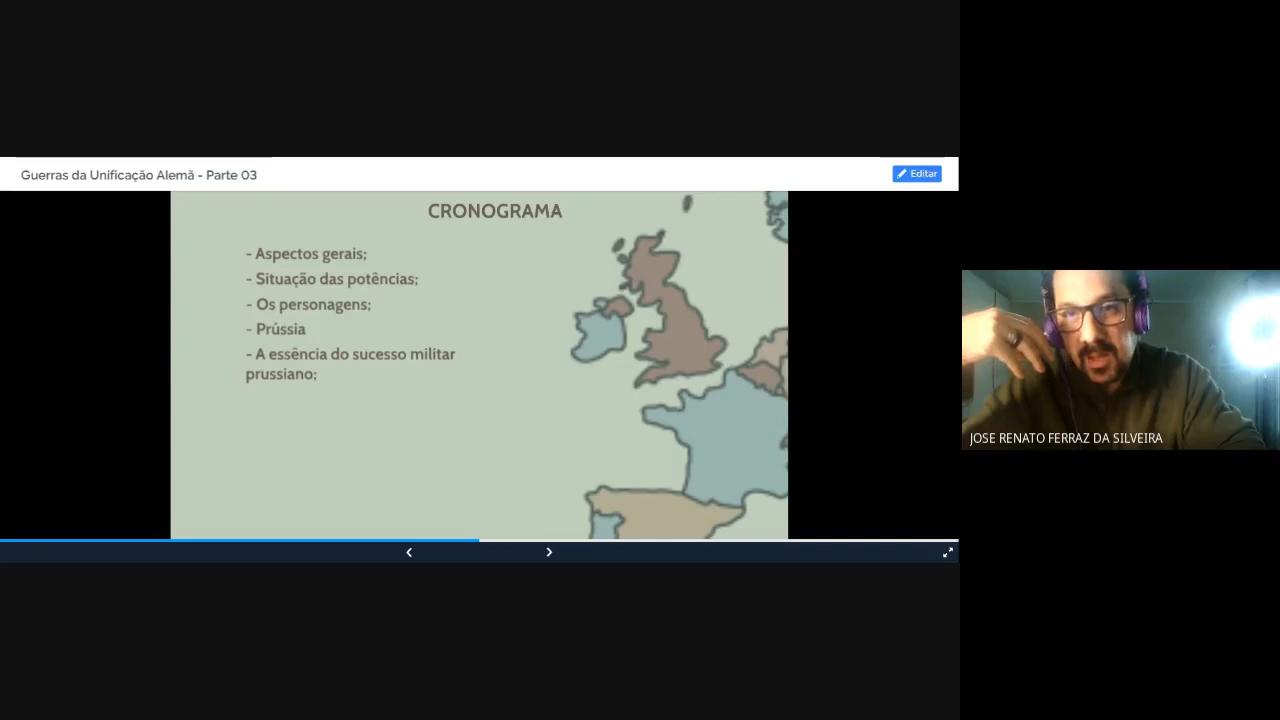 Guerras da Unificação Alemã - Parte 03
Editar
CRONOGRAMA
- Aspectos gerais;
- Situação das potências;
- Os personagens;
- Prússia
- A essência do sucesso militar
prussiano;
JOSE RENATO FERRAZ DA SILVEIRA